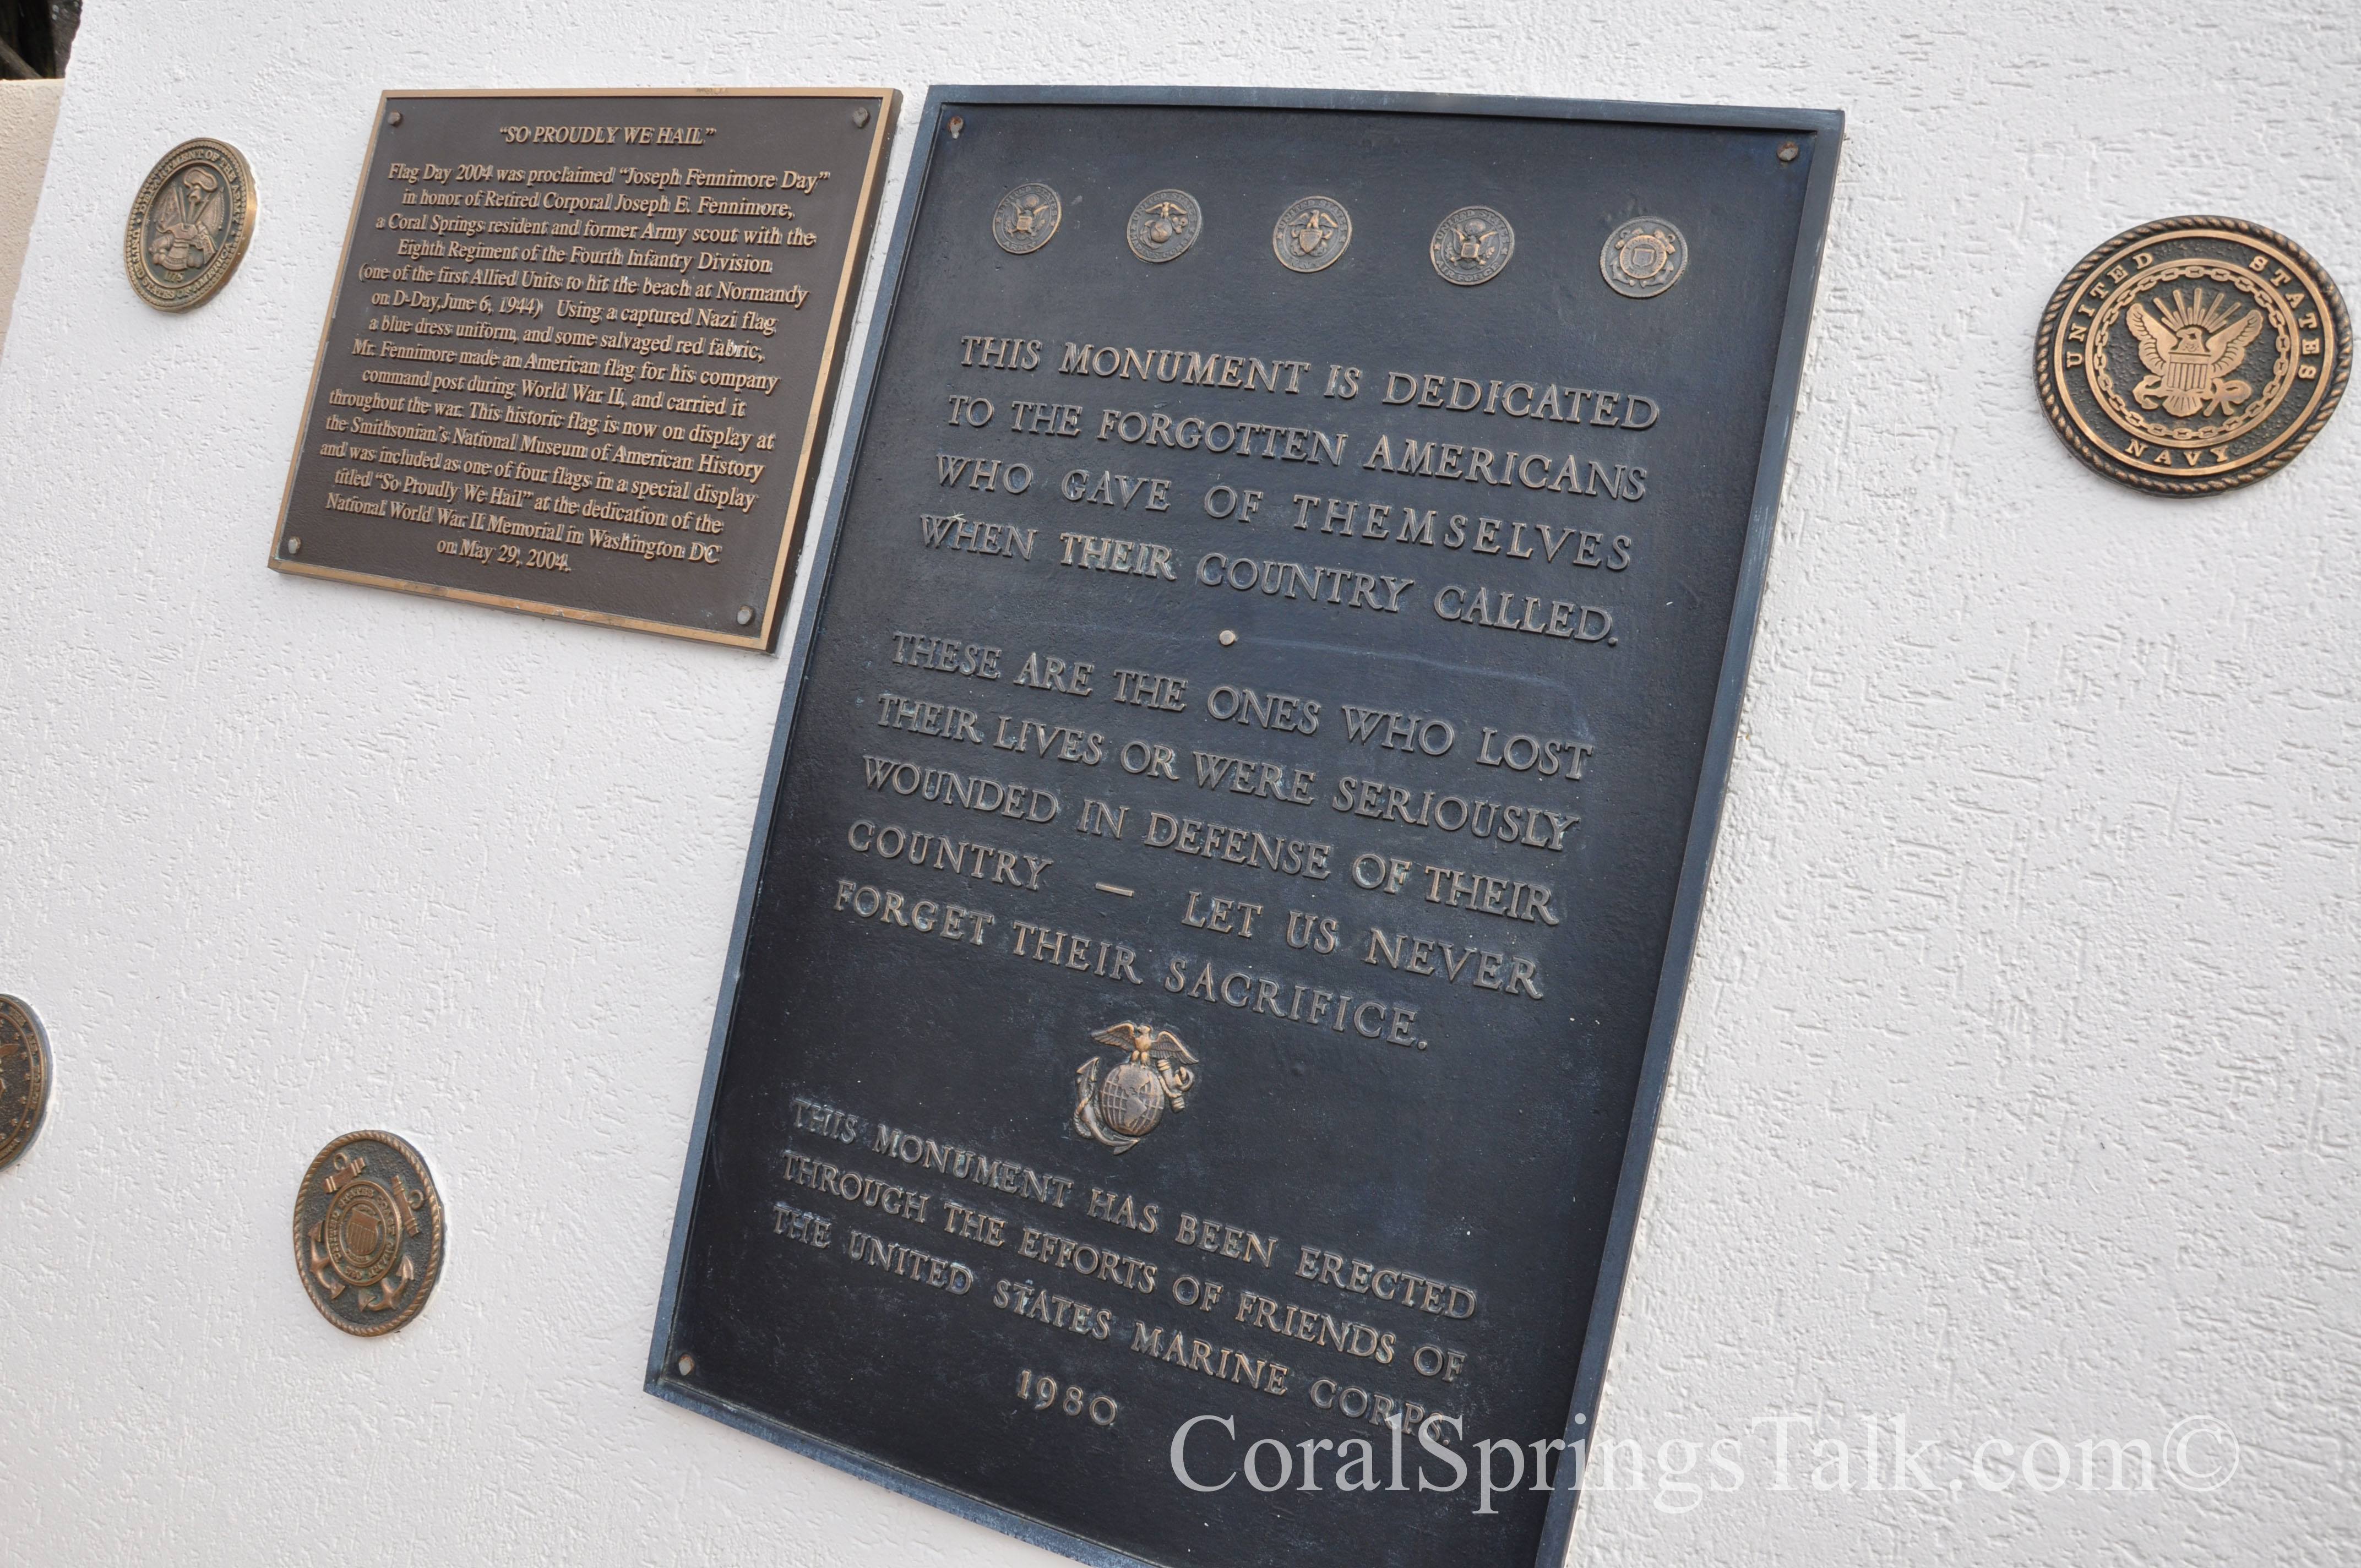 "SO PROUDLY WE HAIL"
Flag Day 2004 was proclaimed "Joseph Fennimore Day"
in honor of Retired Corporal Joseph E. Fennimore,
a Coral Springs resident and former Army scout with the
Eighth Regiment of the Fourth Infantry Division
(one of the first Allied Units to hit the beach at Normandy
on D-Day, June 6, 1944) Using a captured Nazi flag
a blue dress uniform, and some salvaged red fabric,
Mr. Fennimore made an American flag for his company
command post during World War II, and carried it
throughout the war. This historic flag is now on display at
the Smithsonian's National Museum of American History
and was included as one of four flags in a special display
titled "So Proudly We Hail" at the dedication of the
National World War II Memorial in Washington DC
on May 29, 2004.
THIS MONUMENT IS DEDICATED
TO THE FORGOTTEN AMERICANS
WHO GAVE OF THEMSELVES
WHEN THEIR COUNTRY CALLED.
THESE ARE THE ONES WHO LOST
THEIR LIVES OR WERE SERIOUSLY
WOUNDED IN DEFENSE OF THEIR
COUNTRY — LET US NEVER
FORGET THEIR SACRIFICE.
THIS MONUMENT HAS BEEN ERECTED
THROUGH THE EFFORTS OF FRIENDS OF
THE UNITED STATES MARINE CORPS.
1980
UNITED STATES
NAVY
DEPARTMENT OF THE ARMY
UNITED STATES OF AMERICA
CoralSpringsTalk.com©